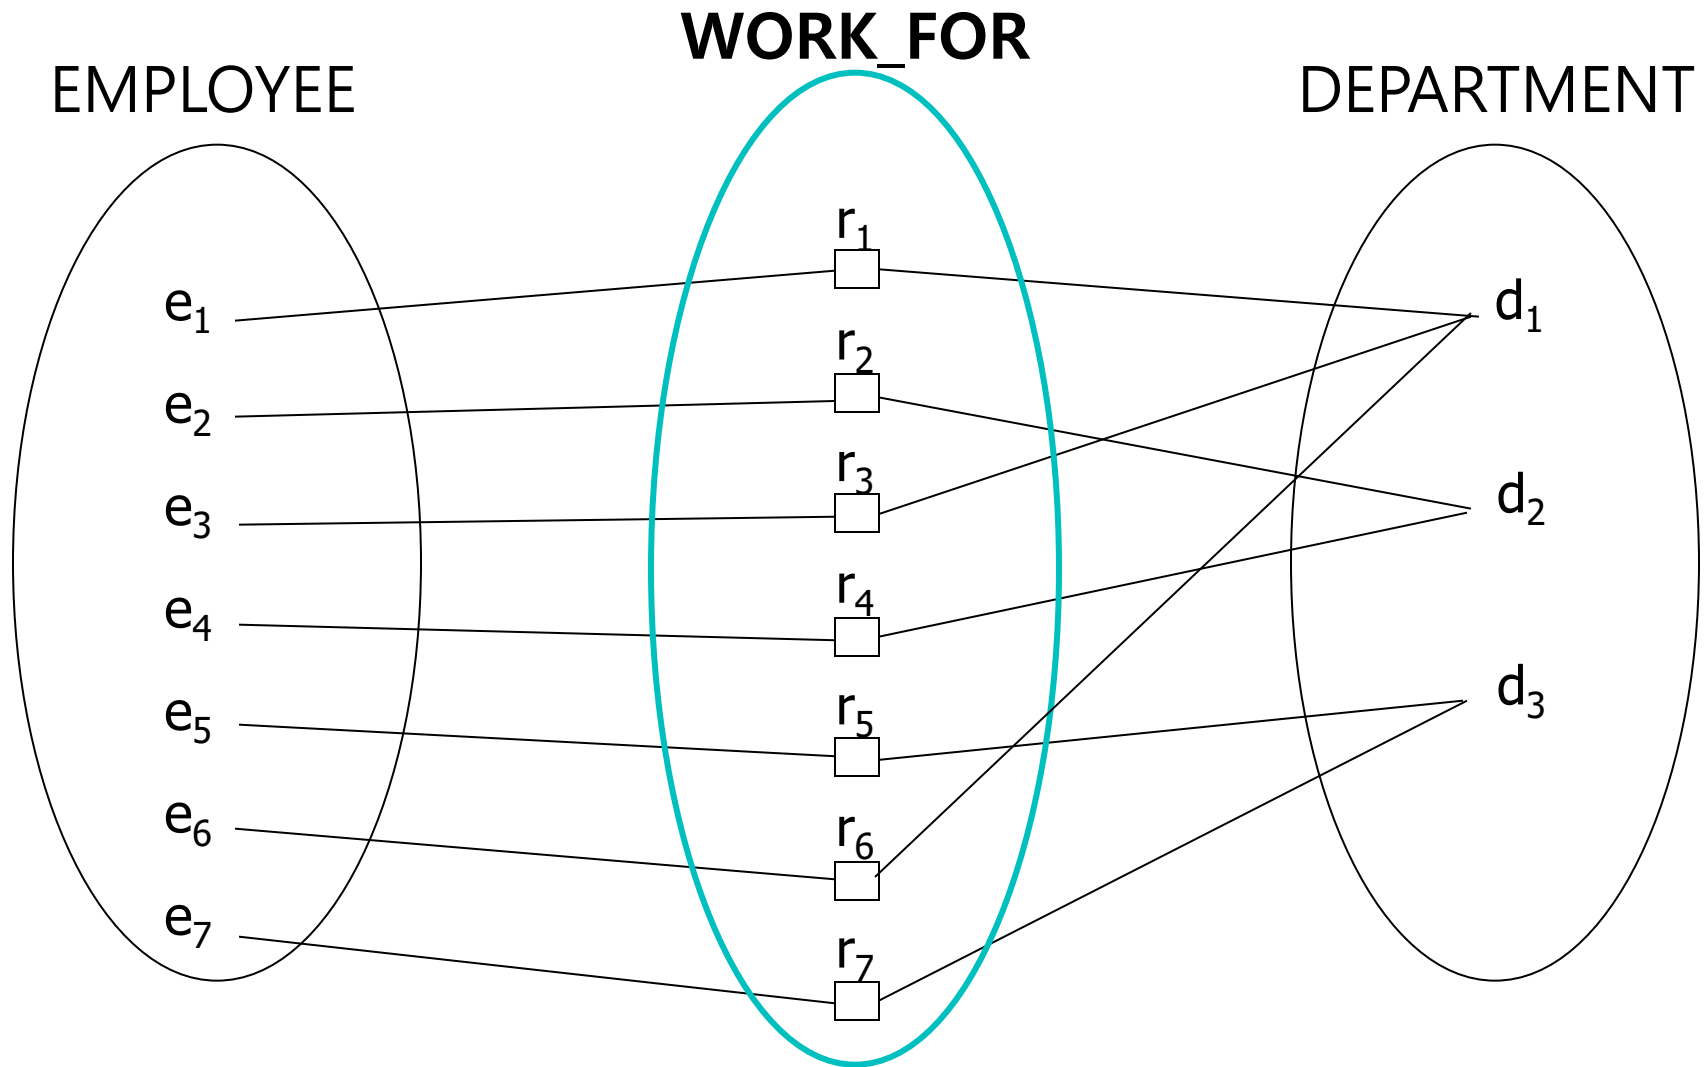 WORK_FOR
EMPLOYEE
DEPARTMENT
r1
e1
d1
r2
e2
r3
d2
e3
r4
e4
d3
r5
e5
r6
e6
r7
e7